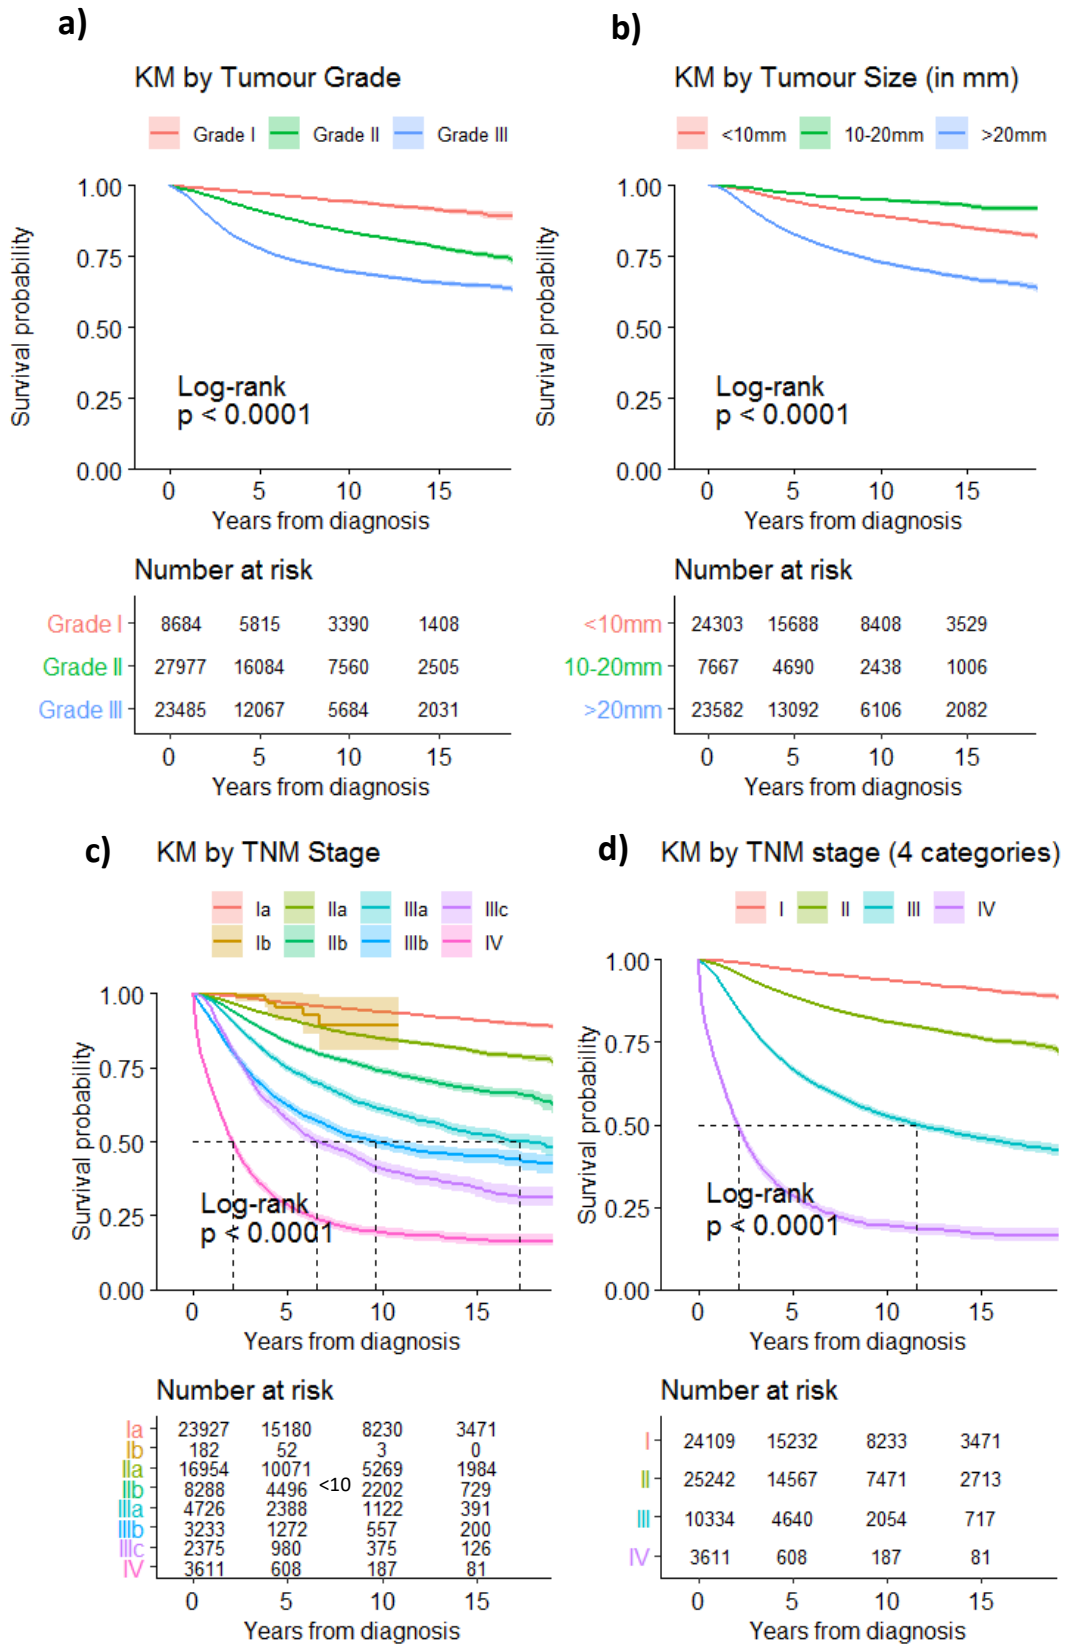 a)
KM by Tumour Grade
Grade I Grade II Grade III
1.00
0.75
0.50
0.25
0.00
Survival probability
Log-rank
p < 0.0001
0 5 10 15
Years from diagnosis
Number at risk
Grade I 8684 5815 3390 1408
Grade II 27977 16084 7560 2505
Grade III 23485 12067 5684 2031
0 5 10 15
Years from diagnosis
b)
KM by Tumour Size (in mm)
<10mm 10-20mm >20mm
1.00
0.75
0.50
0.25
0.00
Survival probability
Log-rank
p < 0.0001
0 5 10 15
Years from diagnosis
Number at risk
<10mm 24303 15688 8408 3529
10-20mm 7667 4690 2438 1006
>20mm 23582 13092 6106 2082
0 5 10 15
Years from diagnosis
c)
KM by TNM Stage
Ia IIa IIIa IIIc
Ib IIb IIIb IV
1.00
0.75
0.50
0.25
0.00
Survival probability
Log-rank
p < 0.0001
0 5 10 15
Years from diagnosis
Number at risk
Ia 23927 15180 8230 3471
Ib 182 52 3 0
IIa 16954 10071 5269 1984
IIb 8288 4496 <10 2202 729
IIIa 4726 2388 1122 391
IIIb 3233 1272 557 200
IIIc 2375 980 375 126
IV 3611 608 187 81
0 5 10 15
Years from diagnosis
d)
KM by TNM stage (4 categories)
I II III IV
1.00
0.75
0.50
0.25
0.00
Survival probability
Log-rank
p < 0.0001
0 5 10 15
Years from diagnosis
Number at risk
I 24109 15232 8233 3471
II 25242 14567 7471 2713
III 10334 4640 2054 717
IV 3611 608 187 81
0 5 10 15
Years from diagnosis